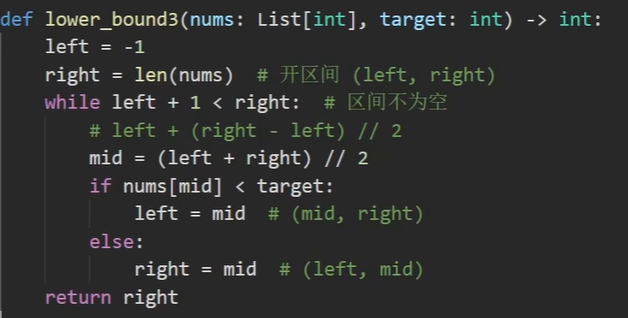 def lower_bound3(nums: List[int], target: int) -> int:
    left = -1
    right = len(nums)  # 开区间 (left, right)
    while left + 1 < right:  # 区间不为空
        # left + (right - left) // 2
        mid = (left + right) // 2
        if nums[mid] < target:
            left = mid  # (mid, right)
        else:
            right = mid  # (left, mid)
    return right